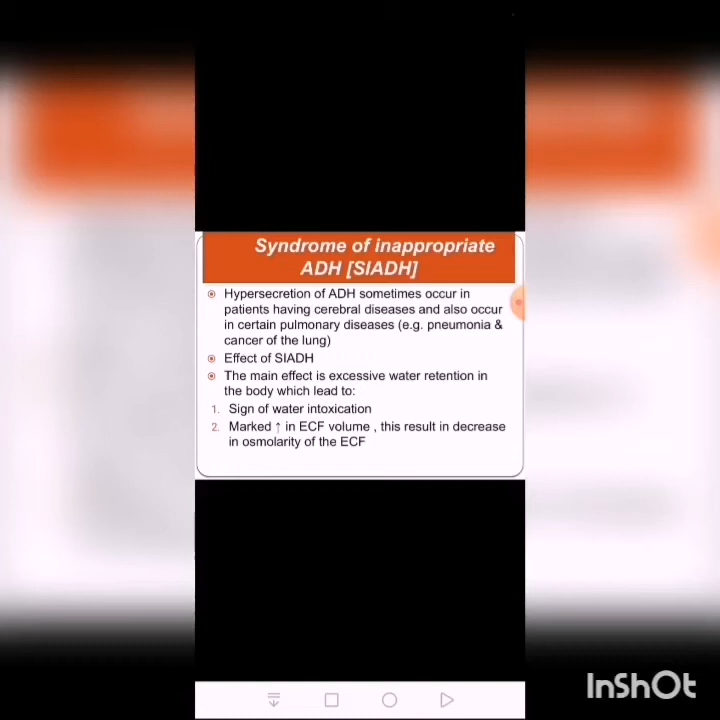 Syndrome of inappropriate
ADH [SIADH]
Hypersecretion of ADH sometimes occur in
patients having cerebral diseases and also occur
in certain pulmonary diseases (e.g. pneumonia &
cancer of the lung)
Effect of SIADH
The main effect is excessive water retention in
the body which lead to:
1. Sign of water intoxication
2. Marked ↑ in ECF volume , this result in decrease
in osmolarity of the ECF
InShOt